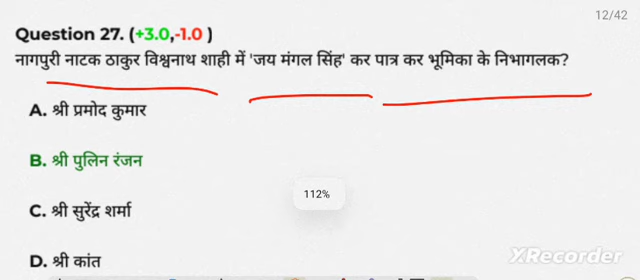 12/42
Question 27. (+3.0,-1.0 )
नागपुरी नाटक ठाकुर विश्वनाथ शाही में 'जय मंगल सिंह' कर पात्र कर भूमिका के निभागलक?
A. श्री प्रमोद कुमार
B. श्री पुलिन रंजन
112%
C. श्री सुरेंद्र शर्मा
XRecorder
D. श्री कांत